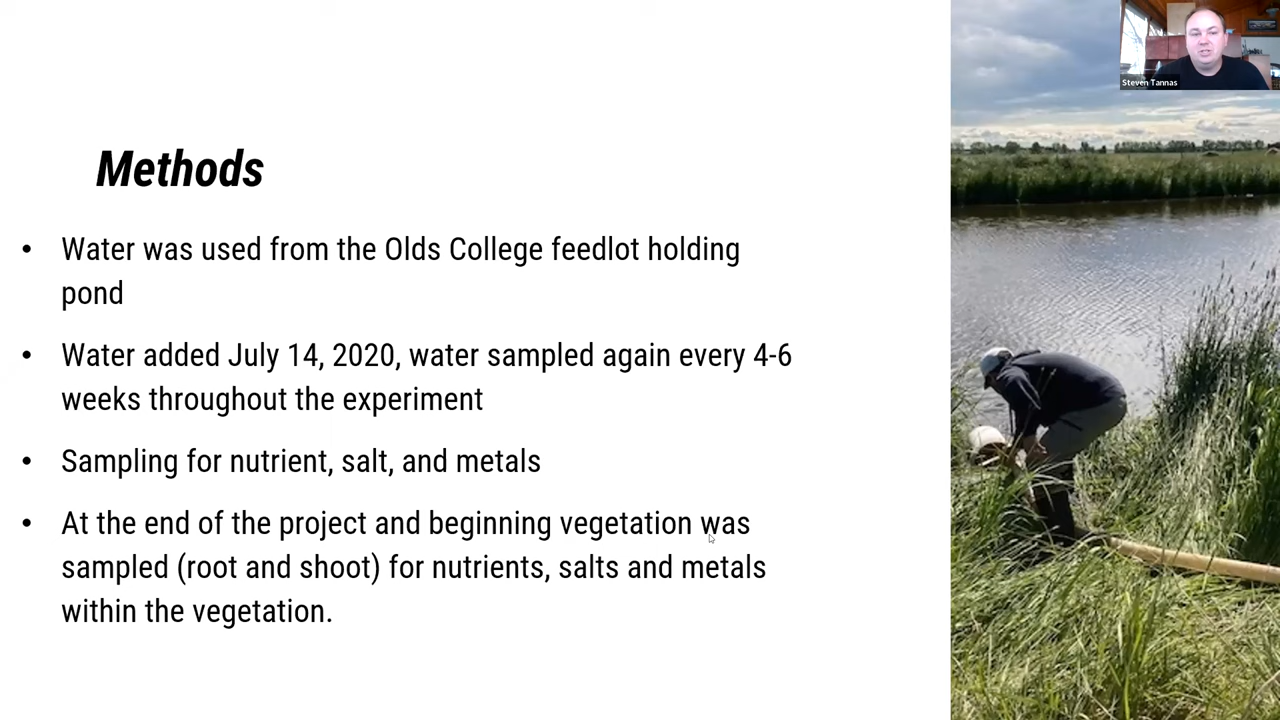 Steven Tannas
Methods
• Water was used from the Olds College feedlot holding
pond
• Water added July 14, 2020, water sampled again every 4-6
weeks throughout the experiment
• Sampling for nutrient, salt, and metals
• At the end of the project and beginning vegetation was
sampled (root and shoot) for nutrients, salts and metals
within the vegetation.